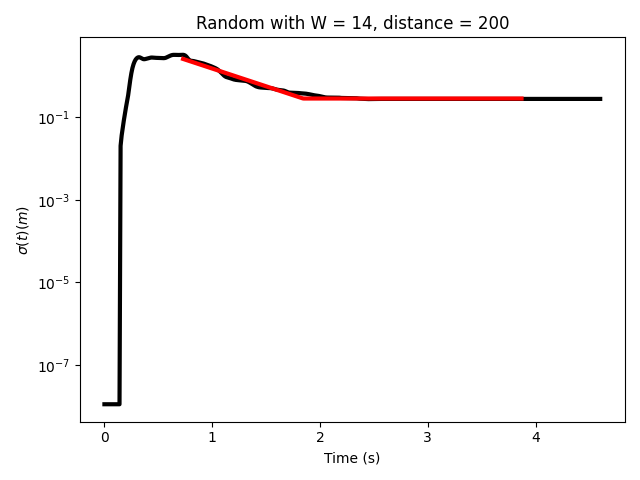 Random with W = 14, distance = 200
10⁻¹
10⁻³
10⁻⁵
10⁻⁷
σ(t)(m)
0 1 2 3 4
Time (s)